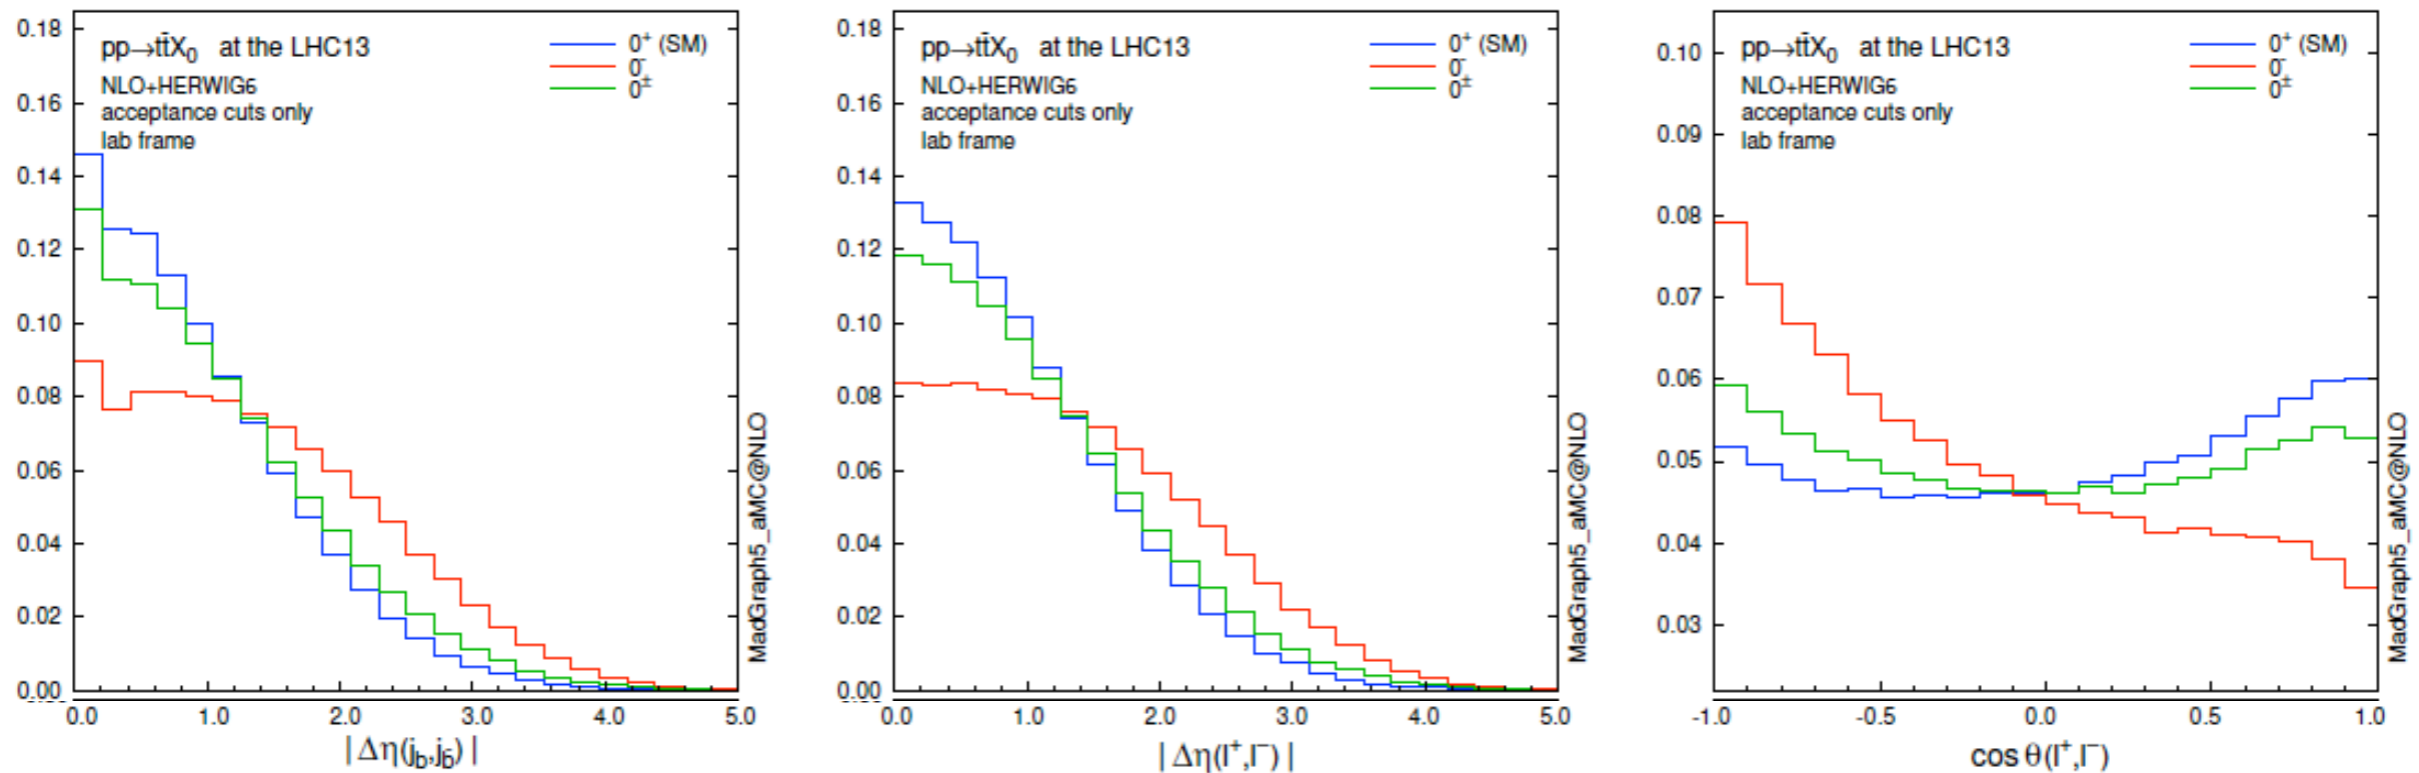 pp→tt̄X₀ at the LHC13
NLO+HERWIG6
acceptance cuts only
lab frame
0⁺ (SM)
0⁻
0±
0.18
0.16
0.14
0.12
0.10
0.08
0.06
0.04
0.02
0.00
0.0 1.0 2.0 3.0 4.0 5.0
|Δη(j_b,j_b̄)|
MadGraph5_aMC@NLO
pp→tt̄X₀ at the LHC13
NLO+HERWIG6
acceptance cuts only
lab frame
0⁺ (SM)
0⁻
0±
0.18
0.16
0.14
0.12
0.10
0.08
0.06
0.04
0.02
0.00
0.0 1.0 2.0 3.0 4.0 5.0
|Δη(l⁺,l⁻)|
MadGraph5_aMC@NLO
pp→tt̄X₀ at the LHC13
NLO+HERWIG6
acceptance cuts only
lab frame
0⁺ (SM)
0⁻
0±
0.10
0.09
0.08
0.07
0.06
0.05
0.04
0.03
-1.0 -0.5 0.0 0.5 1.0
cos θ(l⁺,l⁻)
MadGraph5_aMC@NLO